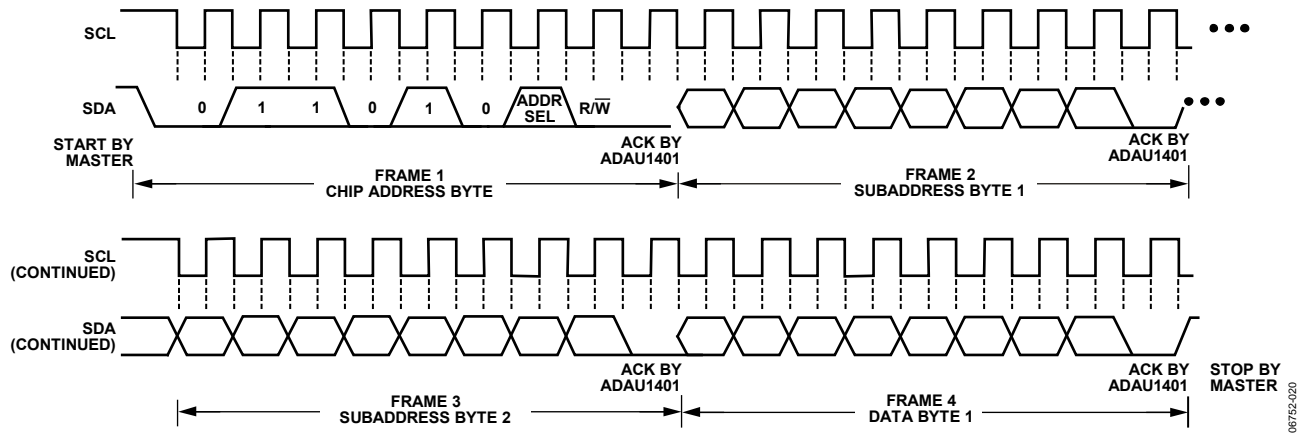 SCL
SDA
0 1 1 0 1 0 ADDR SEL R/W̅
START BY
MASTER
ACK BY
ADAU1401
ACK BY
ADAU1401
FRAME 1
CHIP ADDRESS BYTE
FRAME 2
SUBADDRESS BYTE 1
SCL
(CONTINUED)
SDA
(CONTINUED)
ACK BY
ADAU1401
ACK BY
ADAU1401
STOP BY
MASTER
FRAME 3
SUBADDRESS BYTE 2
FRAME 4
DATA BYTE 1
06752-020